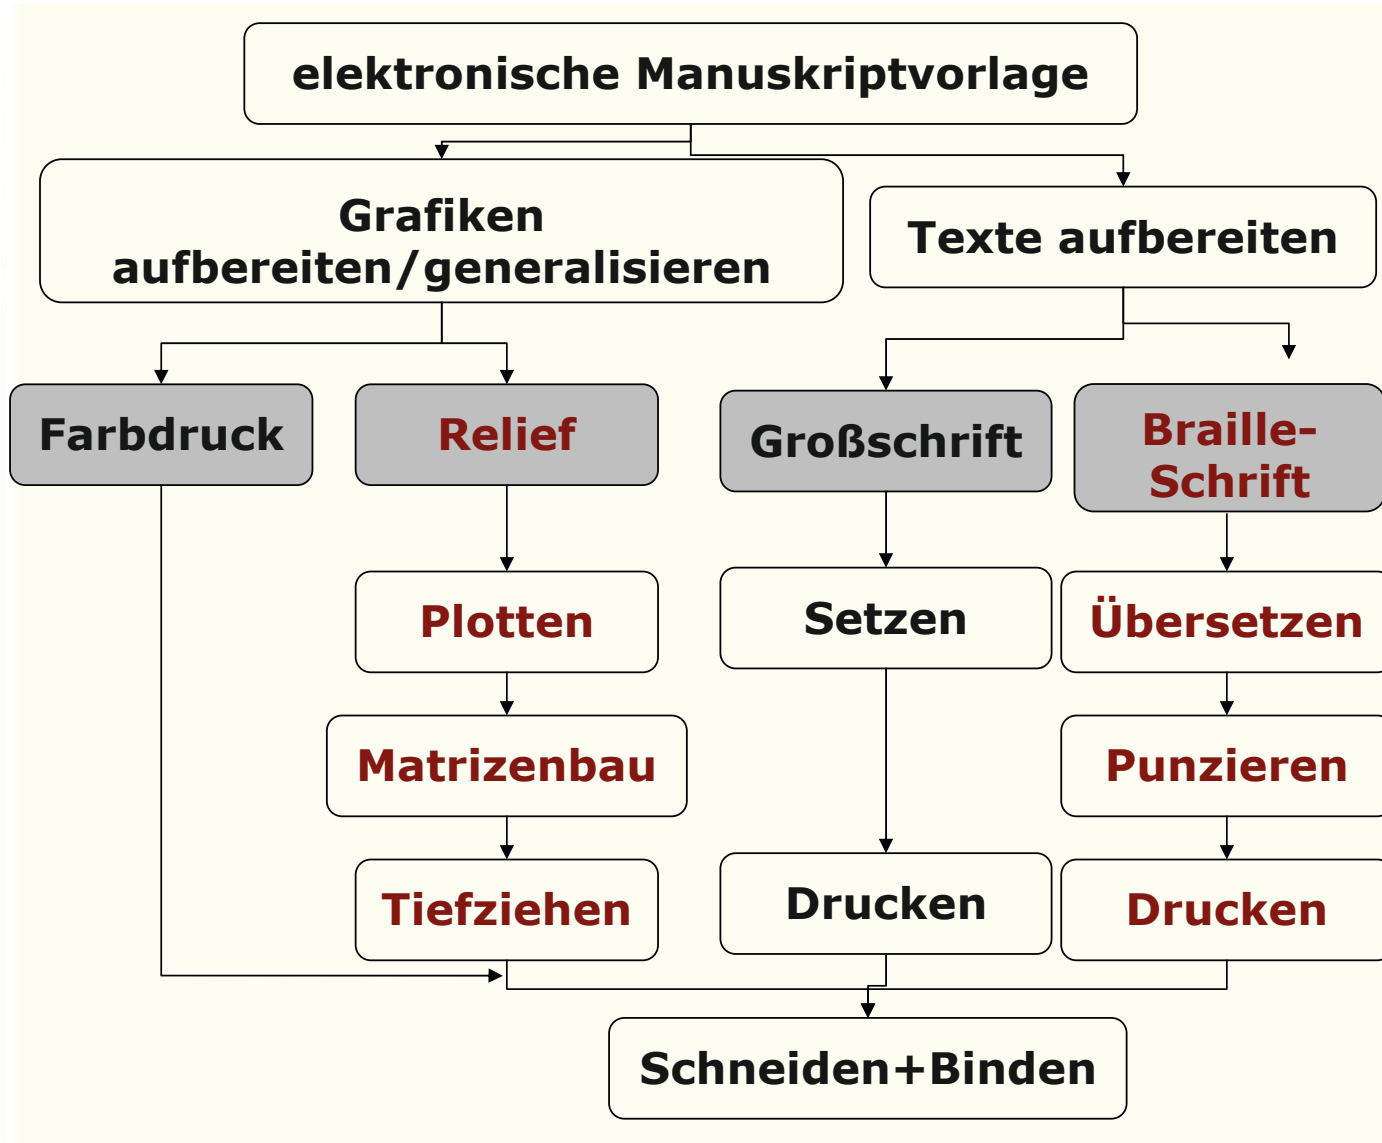 elektronische Manuskriptvorlage
Grafiken
aufbereiten/generalisieren
Texte aufbereiten
Farbdruck
Relief
Großschrift
Braille-
Schrift
Plotten
Setzen
Übersetzen
Matrizenbau
Punzieren
Tiefziehen
Drucken
Drucken
Schneiden+Binden